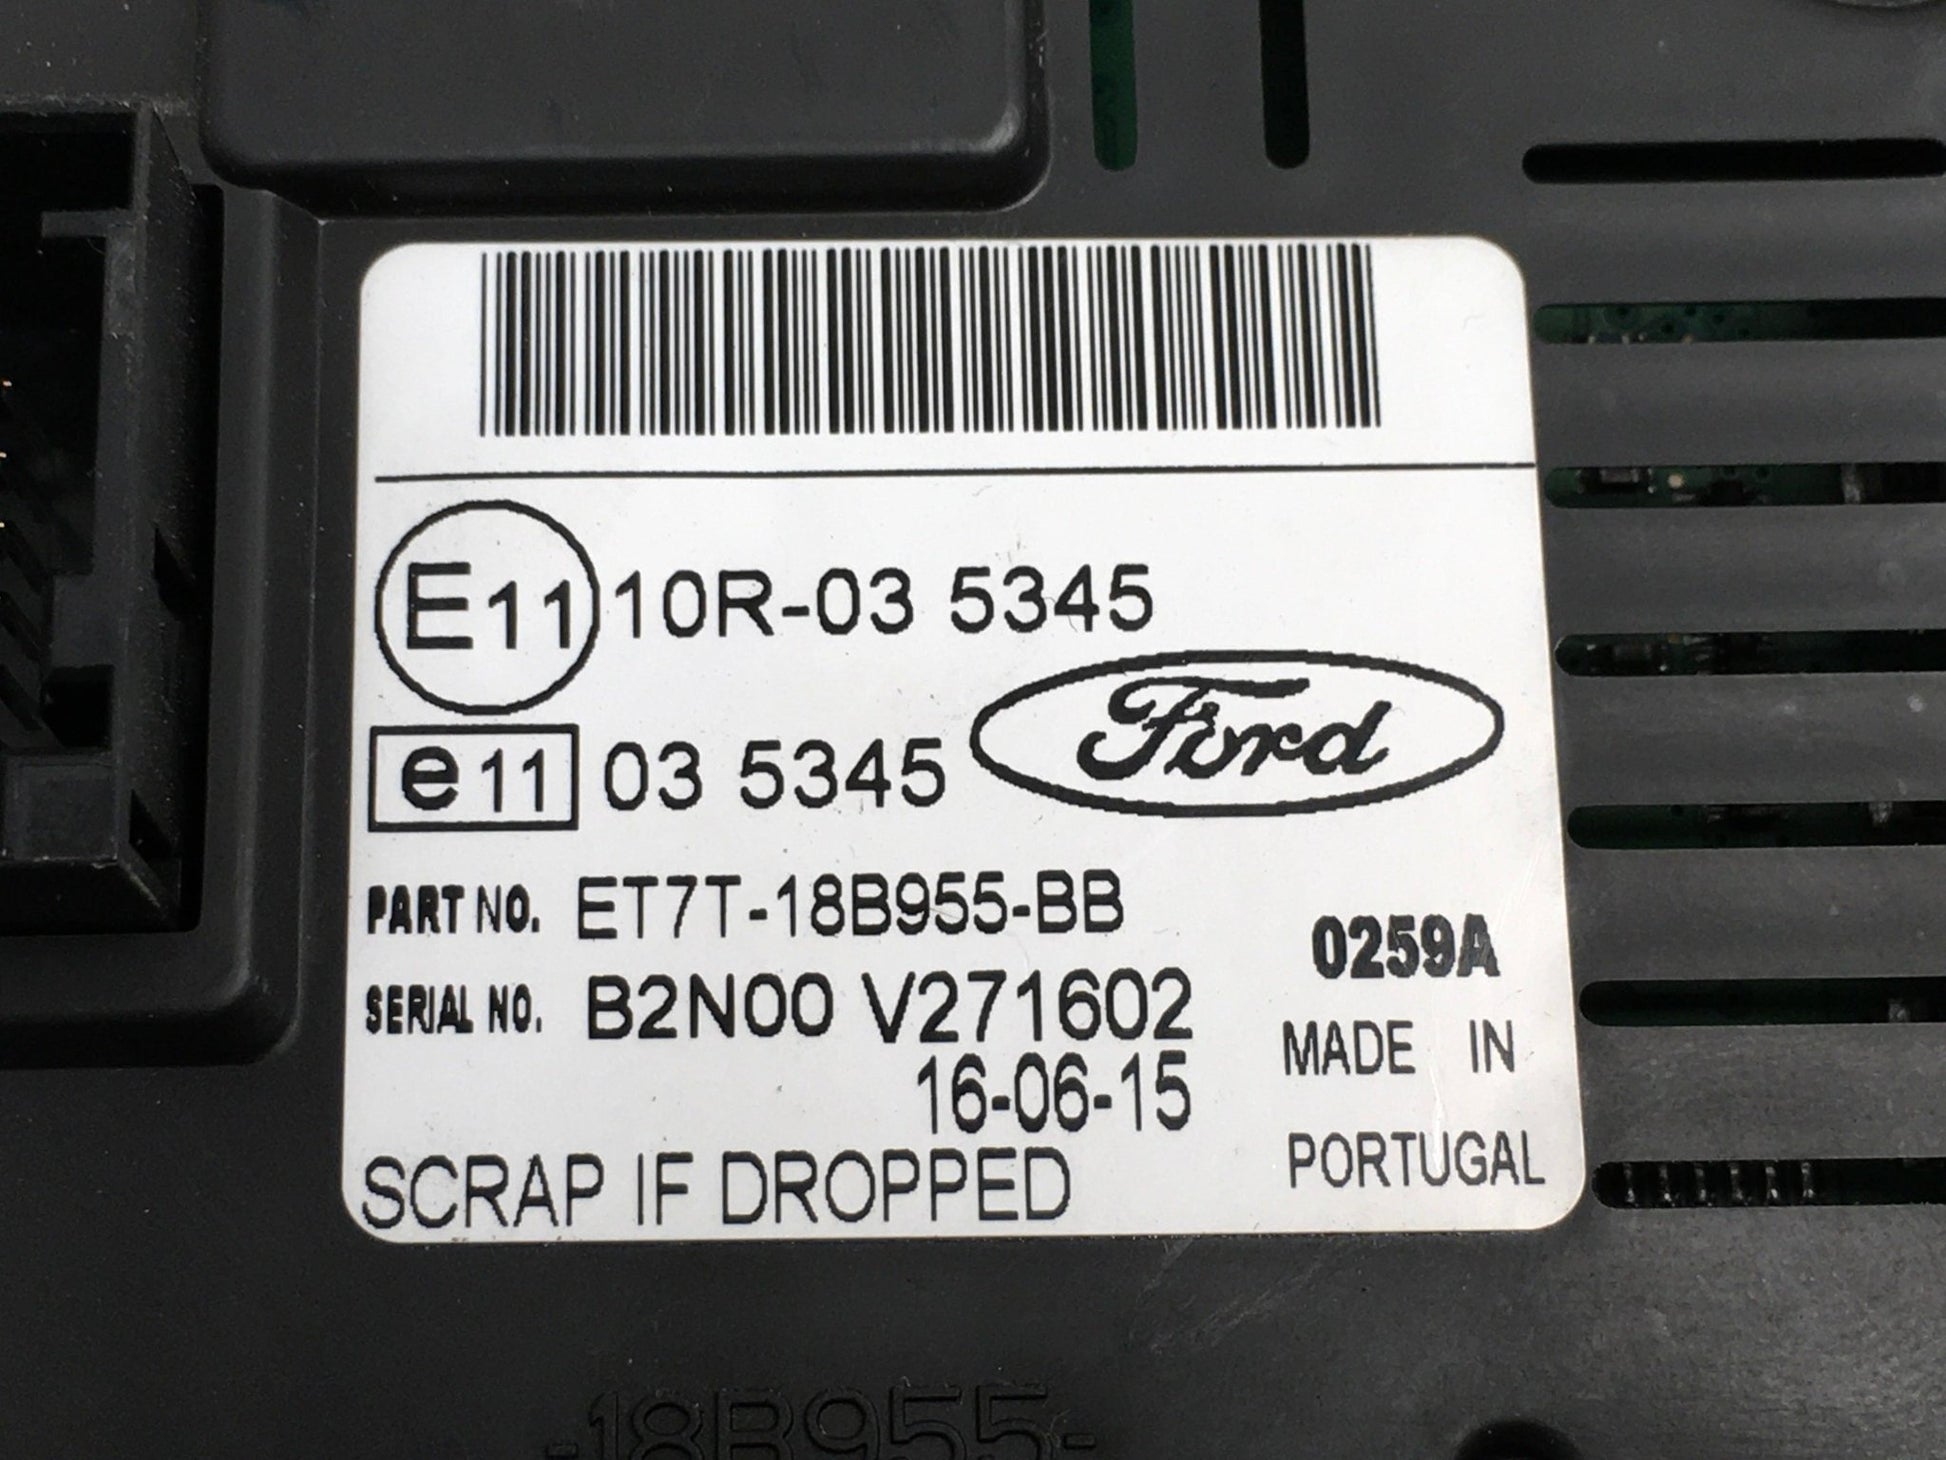 E11 10R-03 5345
e11 03 5345
Ford
PART NO. ET7T-18B955-BB
0259A
SERIAL NO. B2N00 V271602
MADE IN
16-06-15
PORTUGAL
SCRAP IF DROPPED
-18B955-